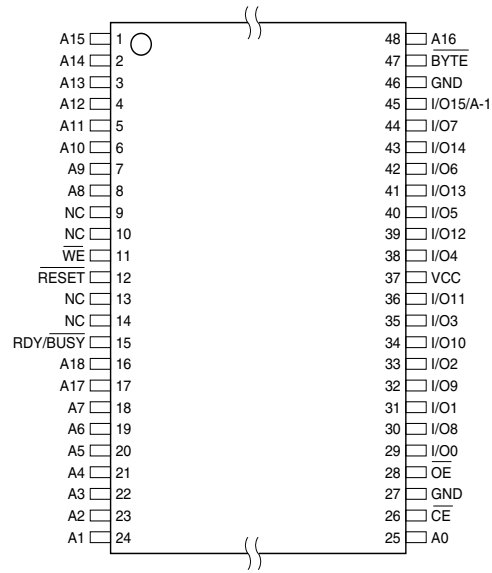 A15 1 48 A16
A14 2 47 BYTE
A13 3 46 GND
A12 4 45 I/O15/A-1
A11 5 44 I/O7
A10 6 43 I/O14
A9 7 42 I/O6
A8 8 41 I/O13
NC 9 40 I/O5
NC 10 39 I/O12
WE 11 38 I/O4
RESET 12 37 VCC
NC 13 36 I/O11
NC 14 35 I/O3
RDY/BUSY 15 34 I/O10
A18 16 33 I/O2
A17 17 32 I/O9
A7 18 31 I/O1
A6 19 30 I/O8
A5 20 29 I/O0
A4 21 28 OE
A3 22 27 GND
A2 23 26 CE
A1 24 25 A0